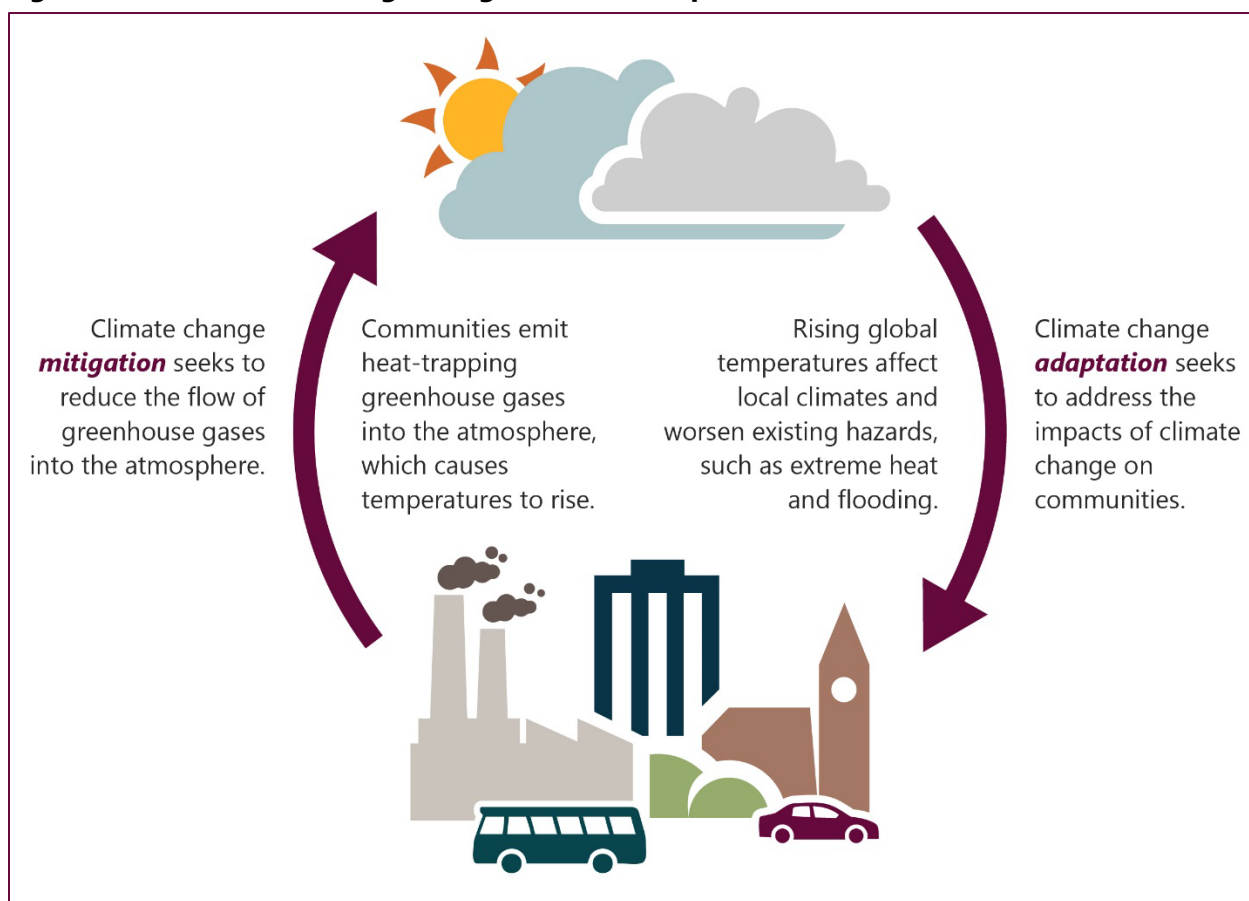 Climate change
mitigation seeks to
reduce the flow of
greenhouse gases
into the atmosphere.
Communities emit
heat-trapping
greenhouse gases
into the atmosphere,
which causes
temperatures to rise.
Rising global
temperatures affect
local climates and
worsen existing hazards,
such as extreme heat
and flooding.
Climate change
adaptation seeks
to address the
impacts of climate
change on
communities.